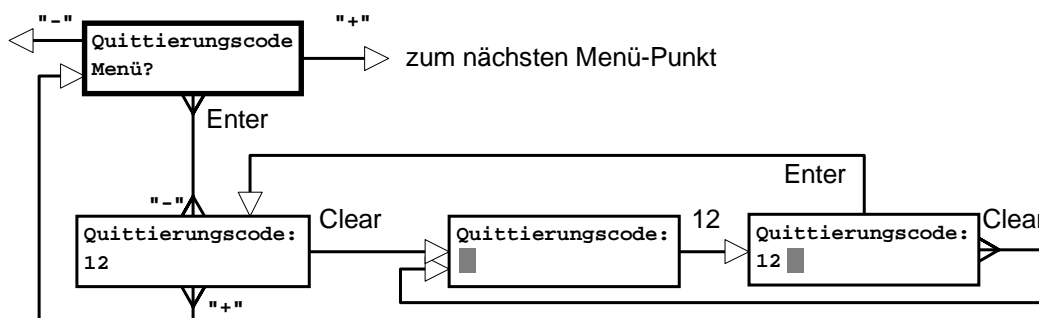 "-"
"+"
Quittierungscode
Menü?
zum nächsten Menü-Punkt
Enter
Enter
"-"
Clear
12
Clear
Quittierungscode:
12
Quittierungscode:
Quittierungscode:
12
"+"